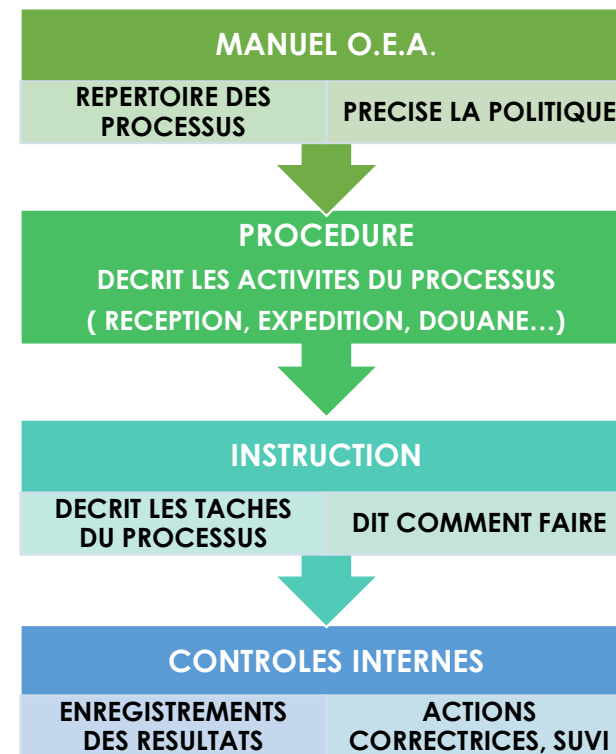 MANUEL O.E.A.
REPERTOIRE DES
PROCESSUS
PRECISE LA POLITIQUE
PROCEDURE
DECRIT LES ACTIVITES DU PROCESSUS
( RECEPTION, EXPEDITION, DOUANE…)
INSTRUCTION
DECRIT LES TACHES
DU PROCESSUS
DIT COMMENT FAIRE
CONTROLES INTERNES
ENREGISTREMENTS
DES RESULTATS
ACTIONS
CORRECTRICES, SUVI